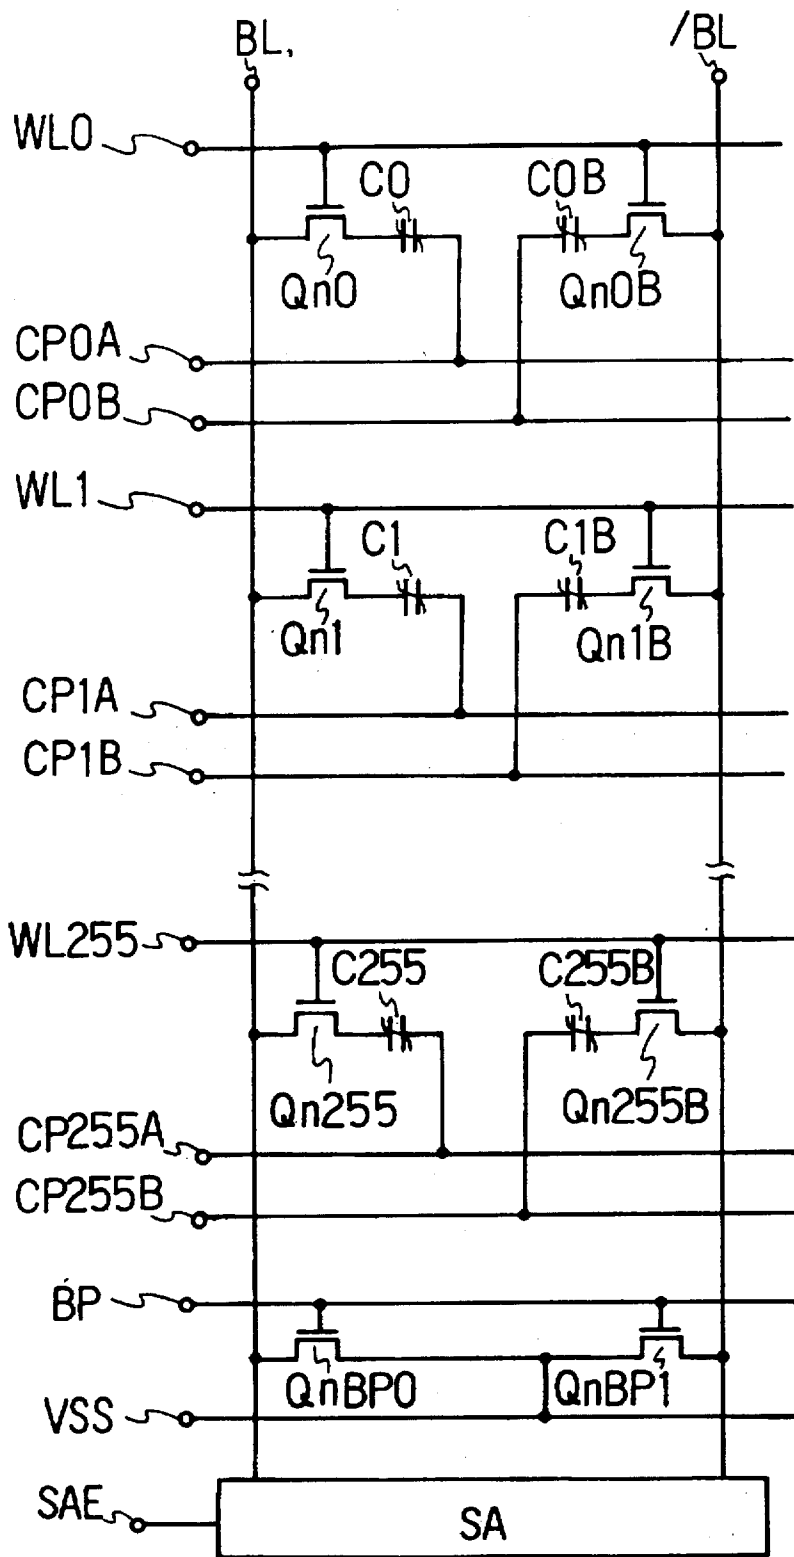 BL.
/BL
WL0
C0
C0B
Qn0
Qn0B
CP0A
CP0B
WL1
C1
C1B
Qn1
Qn1B
CP1A
CP1B
WL255
C255
C255B
Qn255
Qn255B
CP255A
CP255B
BP
QnBP0
QnBP1
VSS
SAE
SA